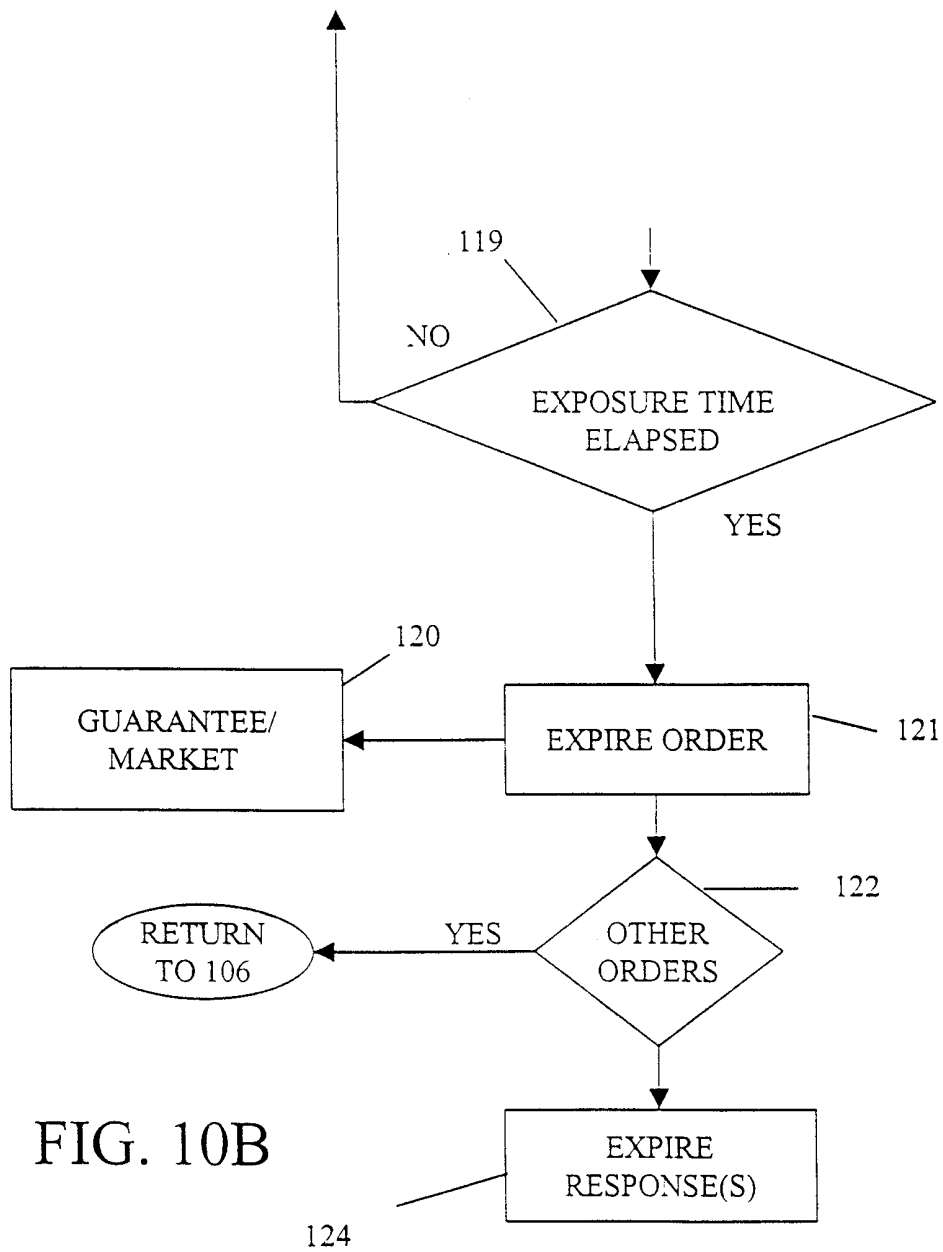 119
NO
EXPOSURE TIME
ELAPSED
YES
120
GUARANTEE/
MARKET
EXPIRE ORDER
121
122
RETURN
TO 106
YES
OTHER
ORDERS
FIG. 10B
EXPIRE
RESPONSE(S)
124